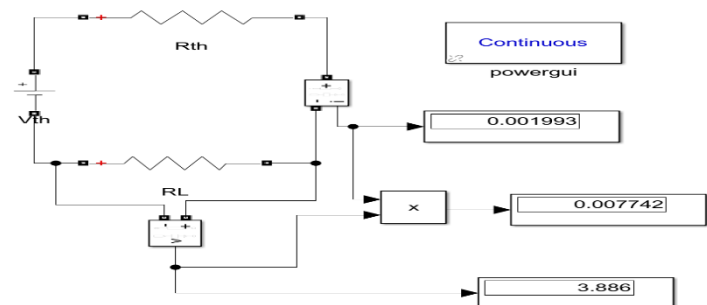 Rth
Continuous
powergui
Vth
0.001993
RL
x
0.007742
3.886